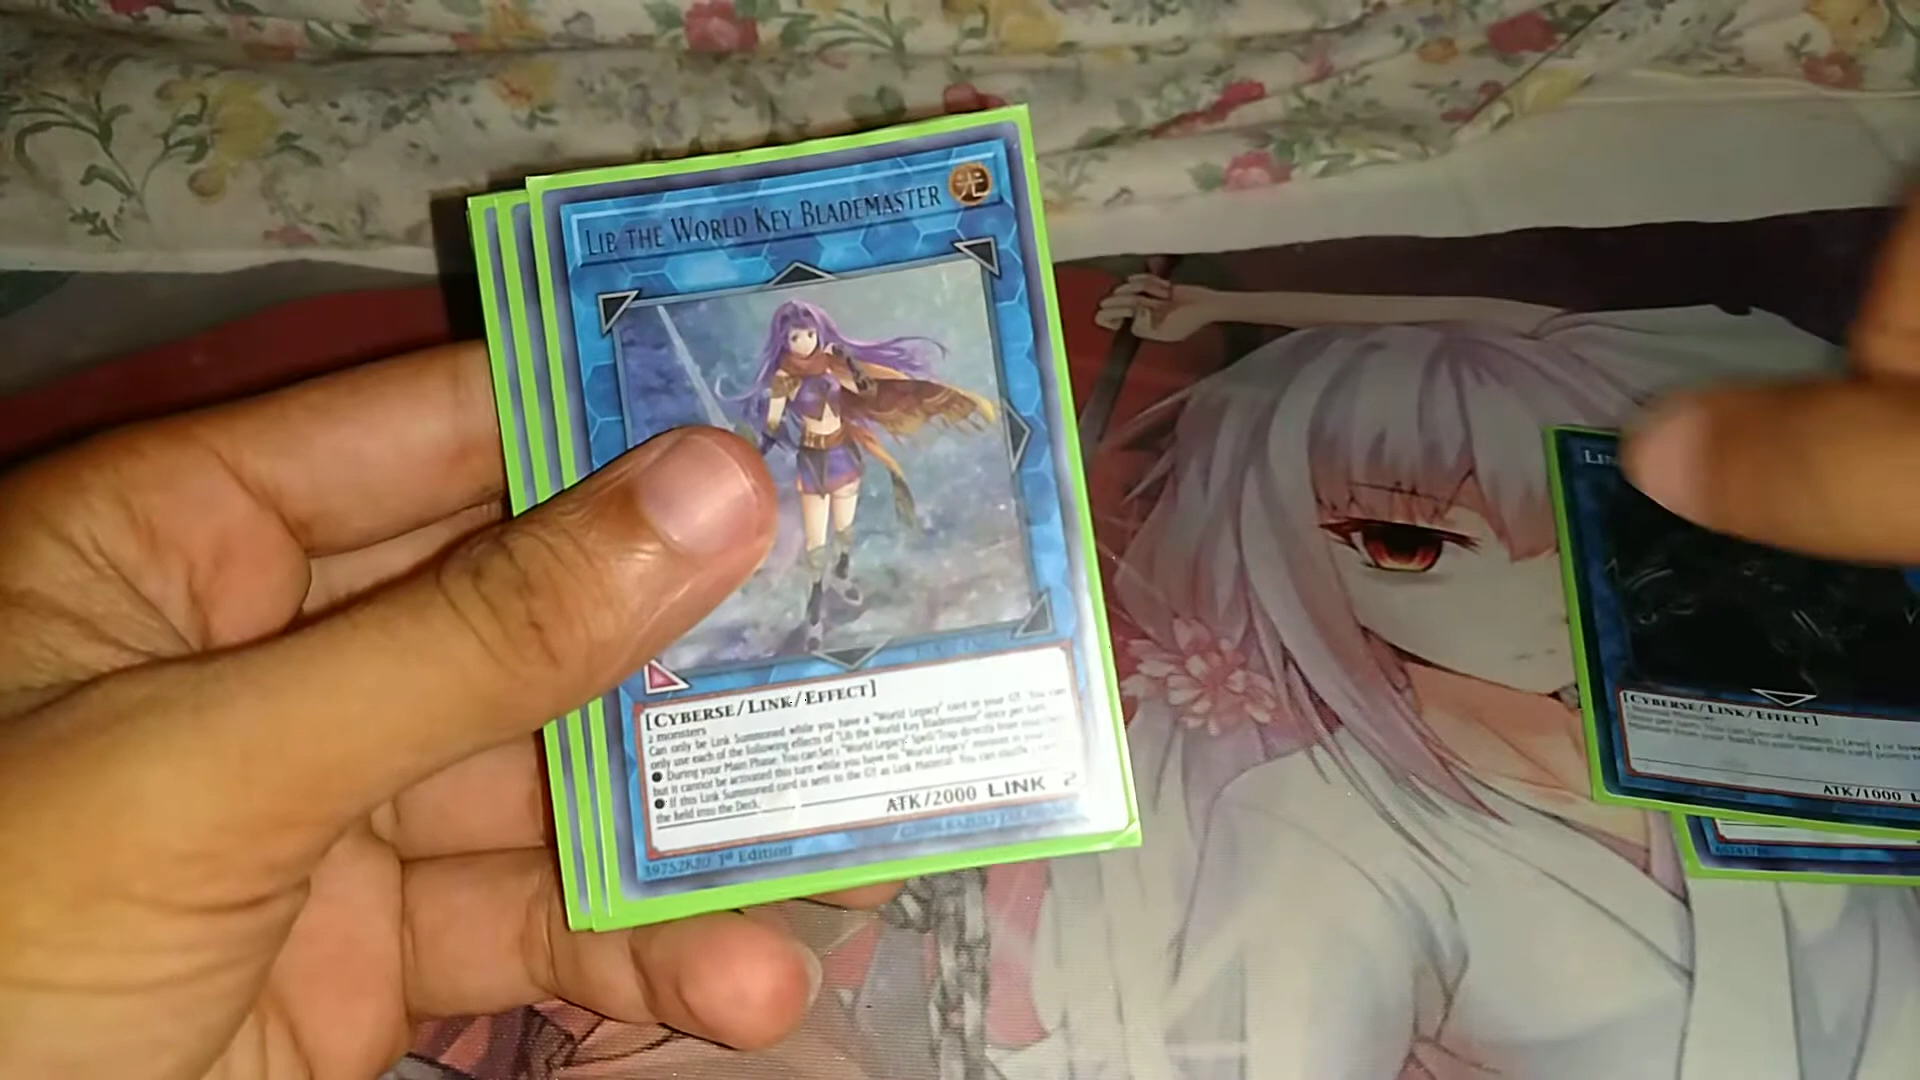 LIB THE WORLD KEY BLADEMASTER
光
[CYBERSE/LINK/EFFECT]
2 monsters
Can only be Link Summoned while you have a "World Legacy" card in your GY. You can
only use each of the following effects of "Lib the World Key Blademaster" once per turn.
● During your Main Phase: You can Set 1 "World Legacy" Spell/Trap directly from your Deck,
but it cannot be activated this turn while you have no "World Legacy" monster in your GY.
● If this Link Summoned card is sent to the GY as Link Material: You can shuffle 1 card
the field into the Deck.
ATK/2000 LINK 2
1st Edition
LIN
[CYBERSE/LINK/EFFECT]
ATK/1000 L